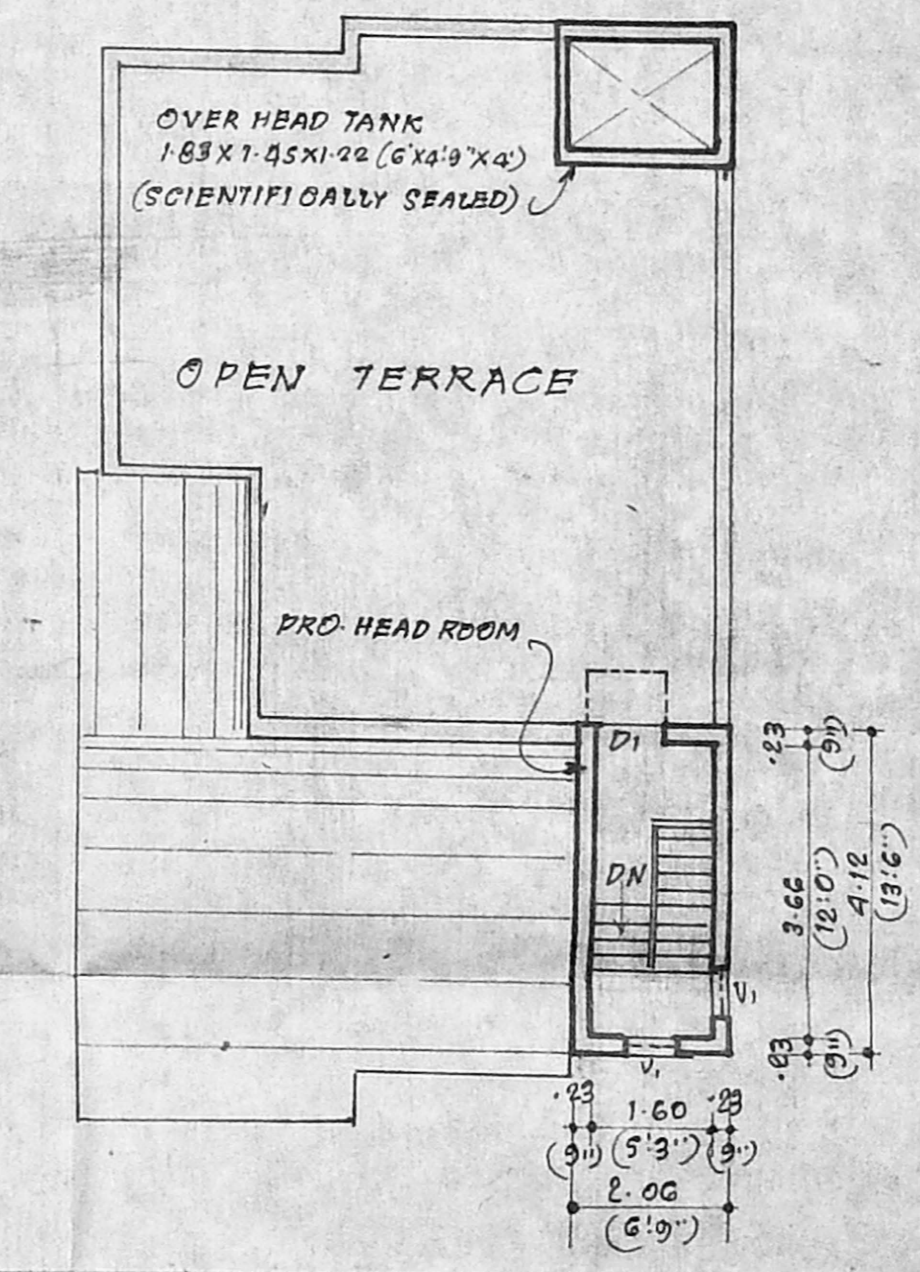 OVER HEAD TANK
1.83 X 1.45 X 1.22 (6'X4'.9"X4')
(SCIENTIFICALLY SEALED)
OPEN TERRACE
PRO. HEAD ROOM
D1
DN
V1
V1
.23
(9")
3.66
(12'.0")
4.12
(13'.6")
.23
(9")
.23
1.60
.23
(9")
(5'.3")
(9")
2.06
(6'.9")